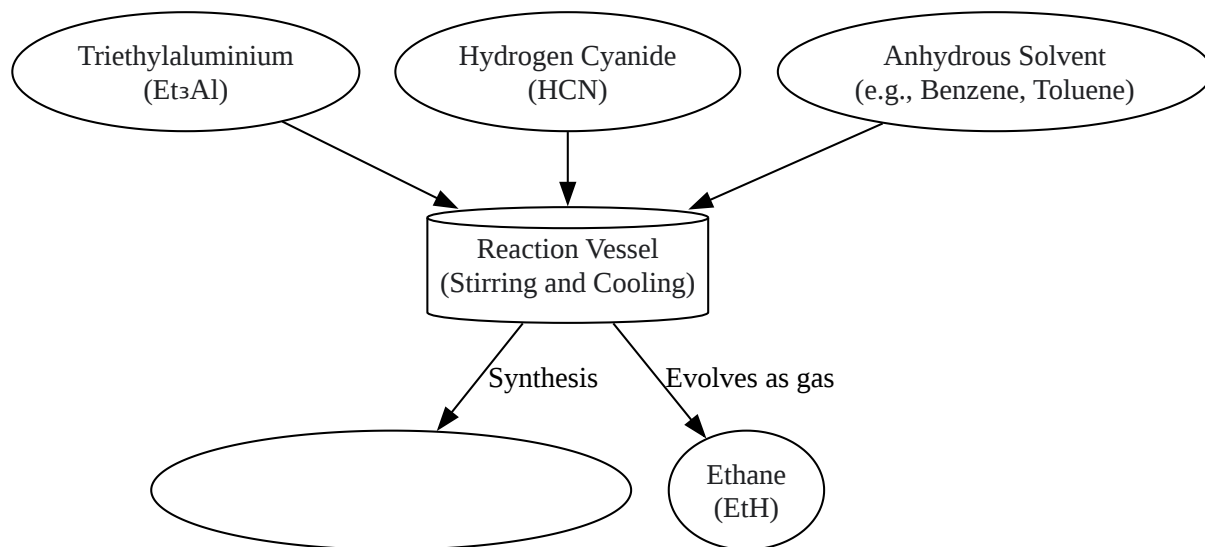 Triethylaluminium
(Et₃Al)
Hydrogen Cyanide
(HCN)
Anhydrous Solvent
(e.g., Benzene, Toluene)
Reaction Vessel
(Stirring and Cooling)
Synthesis
Evolves as gas
Ethane
(EtH)